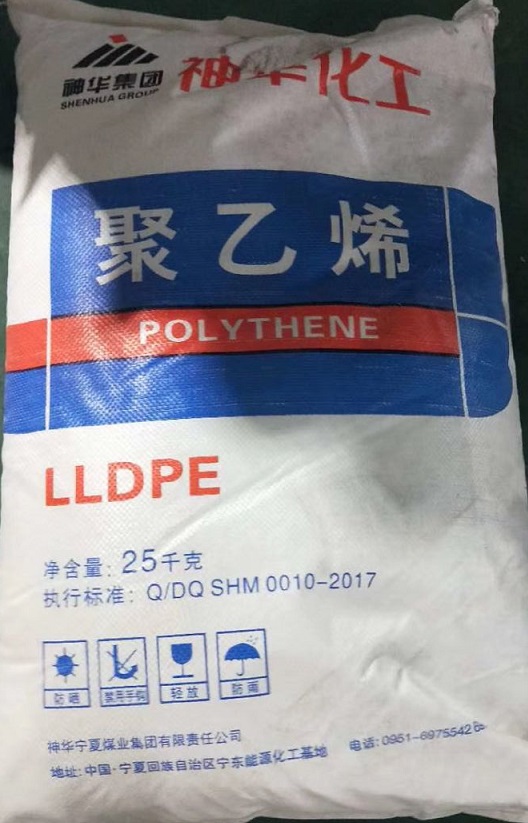 神华集团
SHENHUA GROUP
神华化工
聚乙烯
POLYTHENE
LLDPE
净含量: 25千克
执行标准: Q/DQ SHM 0010-2017
防晒
禁用手钩
轻放
防雨
神华宁夏煤业集团有限责任公司
地址: 中国·宁夏回族自治区宁东能源化工基地 电话: 0951-6975542